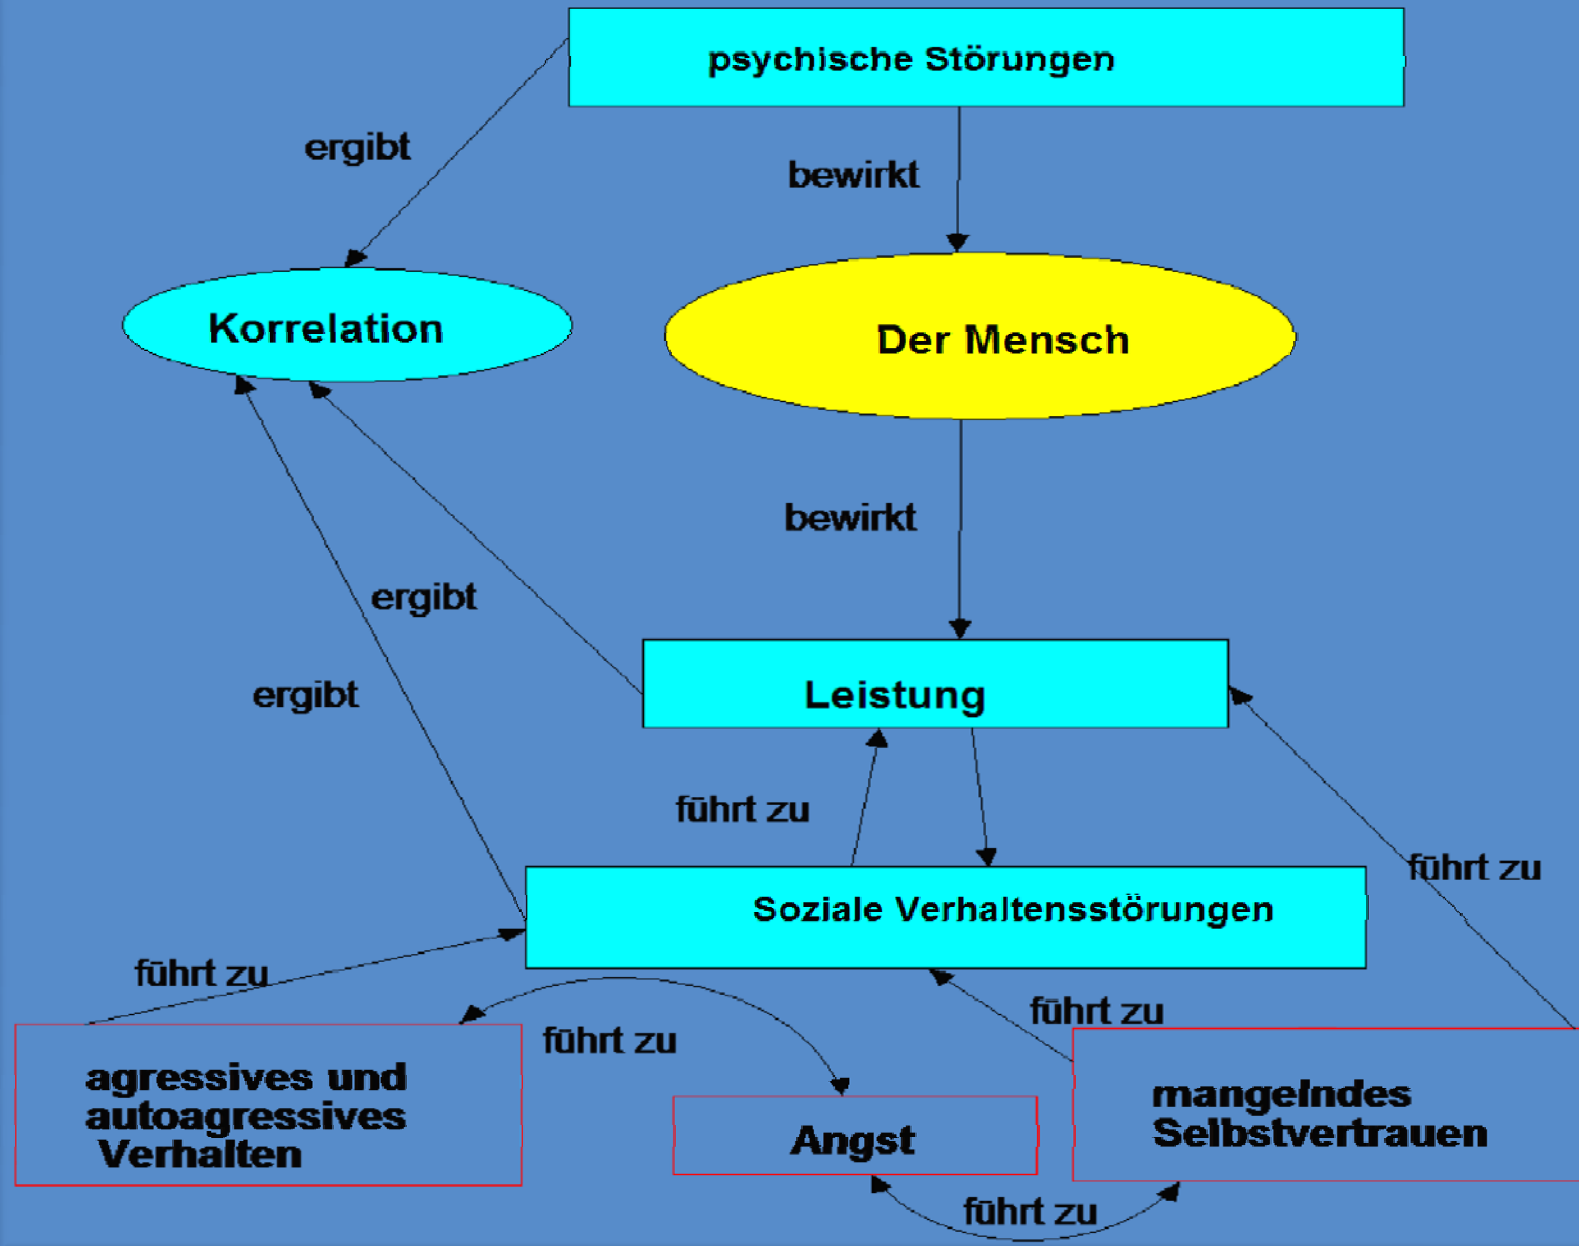 psychische Störungen
ergibt
bewirkt
Korrelation
Der Mensch
bewirkt
ergibt
ergibt
Leistung
führt zu
führt zu
Soziale Verhaltensstörungen
führt zu
führt zu
führt zu
agressives und
autoagressives
Verhalten
Angst
mangelndes
Selbstvertrauen
führt zu